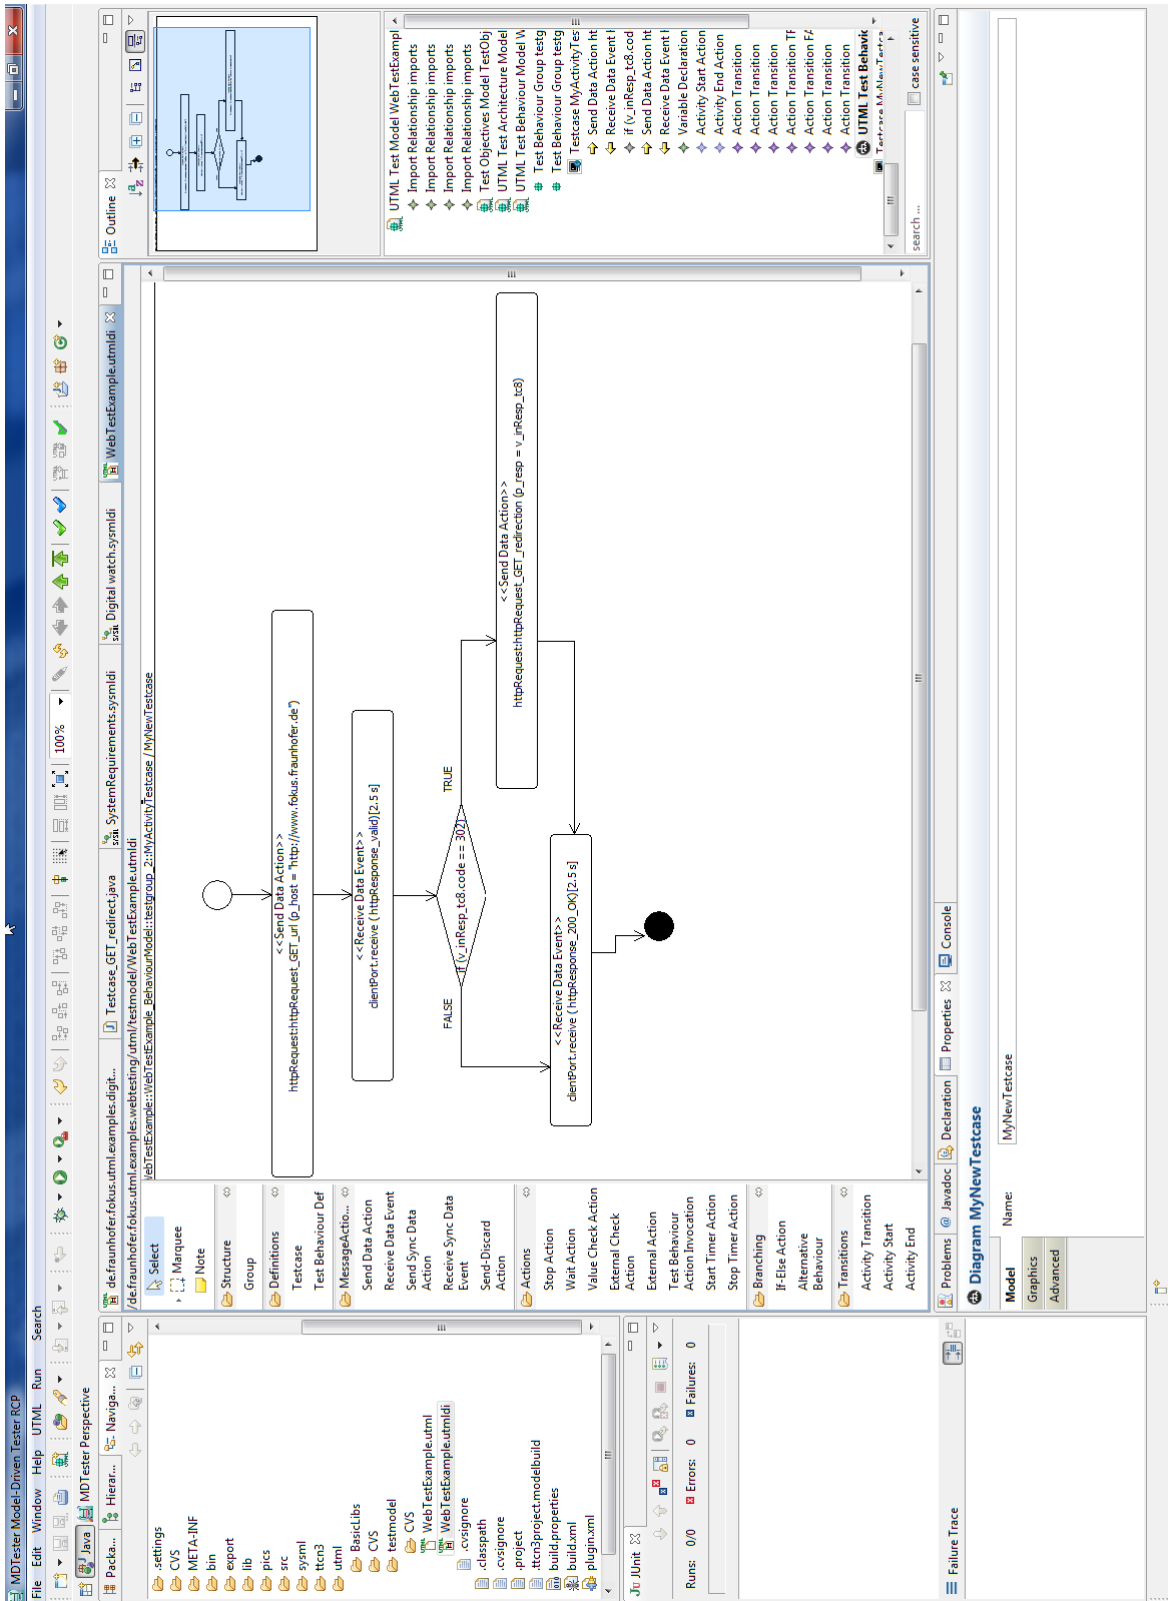 MDTester Model-Driven Tester RCP
File Edit Window Help UTML Run Search
100%
Java MDTester Perspective
Packa... Hierar... Naviga...
.settings
CVS
META-INF
bin
export
lib
pics
src
sysml
ttcn3
utml
BasicLibs
CVS
testmodel
CVS
WebTestExample.utml
WebTestExample.utmldi
.cvsignore
.classpath
.cvsignore
.project
.ttcn3project.modelbuild
build.properties
build.xml
plugin.xml
JUnit
Runs: 0/0 Errors: 0 Failures: 0
Failure Trace
de.fraunhofer.fokus.utml.examples.digit... Testcase_GET_redirect.java SystemRequirements.sysmldi Digital watch.sysmldi WebTestExample.utmldi
/de.fraunhofer.fokus.utml.examples.webtesting/utml/testmodel/WebTestExample.utmldi
WebTestExample::WebTestExample_BehaviourModel::testgroup_2::MyActivityTestcase / MyNewTestcase
Select
Marquee
Note
Structure
Group
Definitions
Testcase
Test Behaviour Def
MessageActio...
Send Data Action
Receive Data Event
Send Sync Data
Action
Receive Sync Data
Event
Send-Discard
Action
Actions
Stop Action
Wait Action
Value Check Action
External Check
Action
External Action
Test Behaviour
Action Invocation
Start Timer Action
Stop Timer Action
Branching
If-Else Action
Alternative
Behaviour
Transitions
Activity Transition
Activity Start
Activity End
<<Send Data Action>>
httpRequest:httpRequest_GET_url (p_host = "http://www.fokus.fraunhofer.de")
<<Receive Data Event>>
clientPort.receive ( httpResponse_valid)[2.5 s]
if (v_inResp_tc8.code == 302)
FALSE
TRUE
<<Send Data Action>>
httpRequest:httpRequest_GET_redirection (p_resp = v_inResp_tc8)
<<Receive Data Event>>
clientPort.receive ( httpResponse_200_OK)[2.5 s]
Outline
UTML Test Model WebTestExampl
Import Relationship imports
Import Relationship imports
Import Relationship imports
Import Relationship imports
Test Objectives Model TestObj
UTML Test Architecture Model
UTML Test Behaviour Model W
Test Behaviour Group testg
Test Behaviour Group testg
Testcase MyActivityTes
Send Data Action ht
Receive Data Event
if (v_inResp_tc8.cod
Send Data Action ht
Receive Data Event
Variable Declaration
Activity Start Action
Activity End Action
Action Transition
Action Transition
Action Transition
Action Transition TF
Action Transition FA
Action Transition
Action Transition
UTML Test Behavic
Testcase MyNewTestca
search ...
case sensitive
Problems Javadoc Declaration Properties Console
Diagram MyNewTestcase
Model
Graphics
Advanced
Name: MyNewTestcase